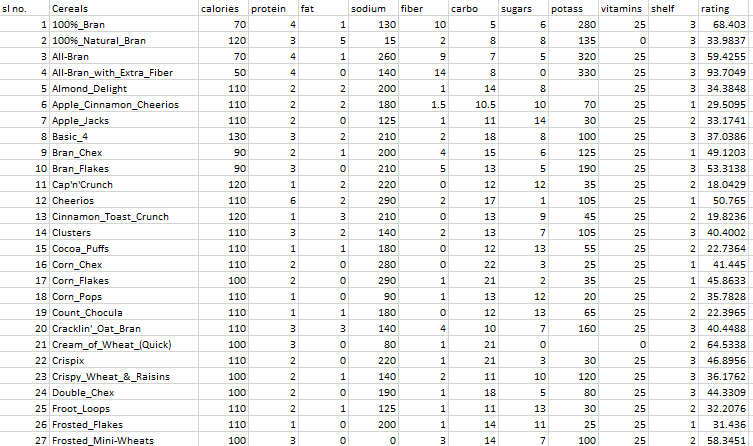 sl no. Cereals calories protein fat sodium fiber carbo sugars potass vitamins shelf rating
1 100%_Bran 70 4 1 130 10 5 6 280 25 3 68.403
2 100%_Natural_Bran 120 3 5 15 2 8 8 135 0 3 33.9837
3 All-Bran 70 4 1 260 9 7 5 320 25 3 59.4255
4 All-Bran_with_Extra_Fiber 50 4 0 140 14 8 0 330 25 3 93.7049
5 Almond_Delight 110 2 2 200 1 14 8 25 3 34.3848
6 Apple_Cinnamon_Cheerios 110 2 2 180 1.5 10.5 10 70 25 1 29.5095
7 Apple_Jacks 110 2 0 125 1 11 14 30 25 2 33.1741
8 Basic_4 130 3 2 210 2 18 8 100 25 3 37.0386
9 Bran_Chex 90 2 1 200 4 15 6 125 25 1 49.1203
10 Bran_Flakes 90 3 0 210 5 13 5 190 25 3 53.3138
11 Cap'n'Crunch 120 1 2 220 0 12 12 35 25 2 18.0429
12 Cheerios 110 6 2 290 2 17 1 105 25 1 50.765
13 Cinnamon_Toast_Crunch 120 1 3 210 0 13 9 45 25 2 19.8236
14 Clusters 110 3 2 140 2 13 7 105 25 3 40.4002
15 Cocoa_Puffs 110 1 1 180 0 12 13 55 25 2 22.7364
16 Corn_Chex 110 2 0 280 0 22 3 25 25 1 41.445
17 Corn_Flakes 100 2 0 290 1 21 2 35 25 1 45.8633
18 Corn_Pops 110 1 0 90 1 13 12 20 25 2 35.7828
19 Count_Chocula 110 1 1 180 0 12 13 65 25 2 22.3965
20 Cracklin'_Oat_Bran 110 3 3 140 4 10 7 160 25 3 40.4488
21 Cream_of_Wheat_(Quick) 100 3 0 80 1 21 0 0 2 64.5338
22 Crispix 110 2 0 220 1 21 3 30 25 3 46.8956
23 Crispy_Wheat_&_Raisins 100 2 1 140 2 11 10 120 25 3 36.1762
24 Double_Chex 100 2 0 190 1 18 5 80 25 3 44.3309
25 Froot_Loops 110 2 1 125 1 11 13 30 25 2 32.2076
26 Frosted_Flakes 110 1 0 200 1 14 11 25 25 1 31.436
27 Frosted_Mini-Wheats 100 3 0 0 3 14 7 100 25 2 58.3451